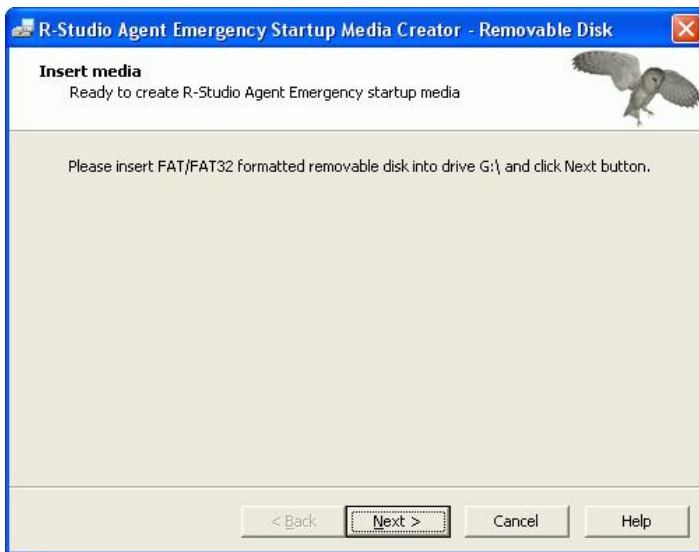 R-Studio Agent Emergency Startup Media Creator - Removable Disk
Insert media
Ready to create R-Studio Agent Emergency startup media
Please insert FAT/FAT32 formatted removable disk into drive G:\ and click Next button.
< Back Next > Cancel Help